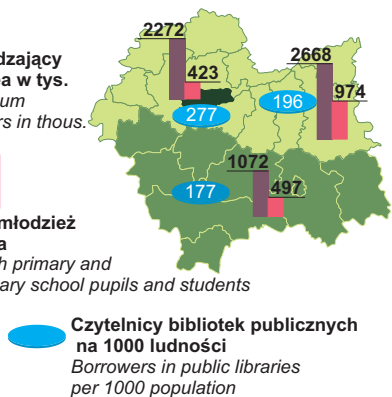 2272
2668
dzający
a w tys.
um
rs in thous.
423
974
196
277
1072
177
497
młodzież
a
h primary and
ary school pupils and students
Czytelnicy bibliotek publicznych
na 1000 ludności
Borrowers in public libraries
per 1000 population